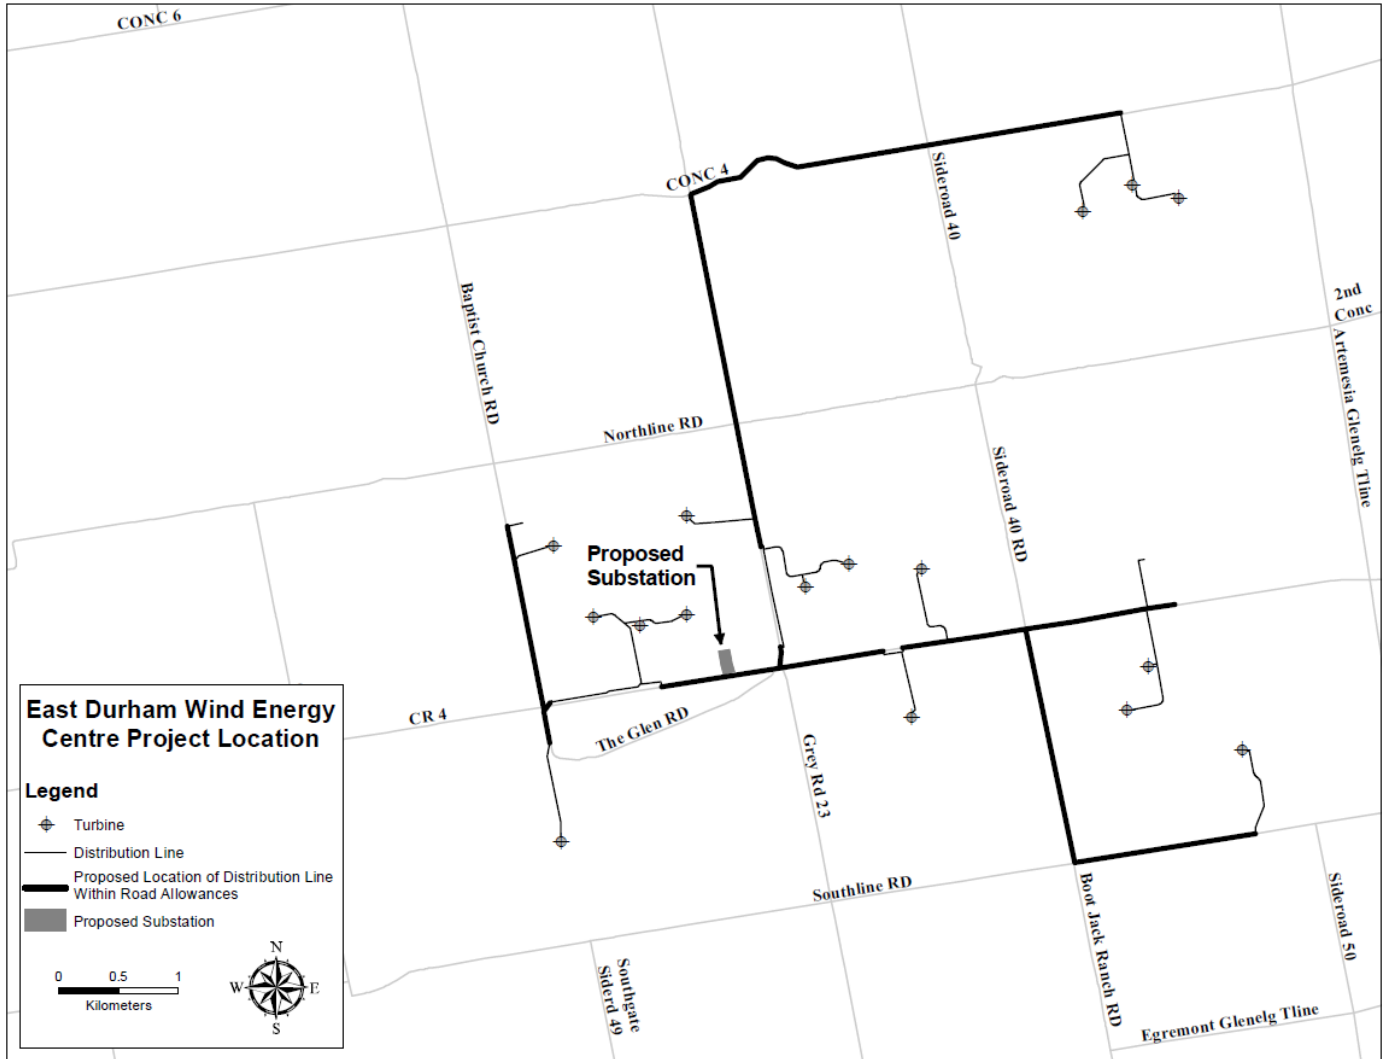 CONC 6
CONC 4
Sideroad 40
2nd
Conc
Baptist Church RD
Artemesia Glenelg Tline
Northline RD
Sideroad 40 RD
Proposed
Substation
CR 4
The Glen RD
Grey Rd 23
Southline RD
Boot Jack Ranch RD
Sideroad 50
Southgate
Siderd 49
Egremont Glenelg Tline
East Durham Wind Energy
Centre Project Location
Legend
Turbine
Distribution Line
Proposed Location of Distribution Line
Within Road Allowances
Proposed Substation
0 0.5 1
Kilometers
N
W E
S